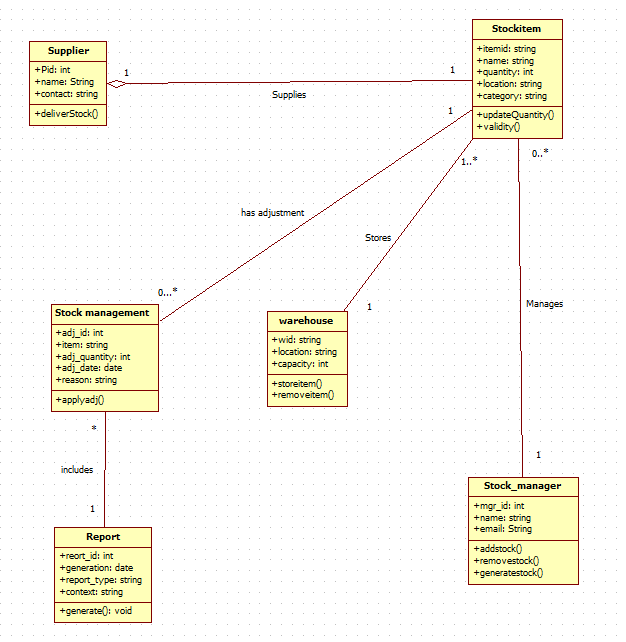 Supplier
+Pid: int
+name: String
+contact: string
+deliverStock()
1
1
Supplies
Stockitem
+itemid: string
+name: string
+quantity: int
+location: string
+category: string
+updateQuantity()
+validity()
1
has adjustment
0...*
1..*
Stores
1
0..*
Manages
1
Stock management
+adj_id: int
+item: string
+adj_quantity: int
+adj_date: date
+reason: string
+applyadj()
warehouse
+wid: string
+location: string
+capacity: int
+storeitem()
+removeitem()
*
includes
1
Stock_manager
+mgr_id: int
+name: string
+email: String
+addstock()
+removestock()
+generatestock()
Report
+reort_id: int
+generation: date
+report_type: string
+context: string
+generate(): void